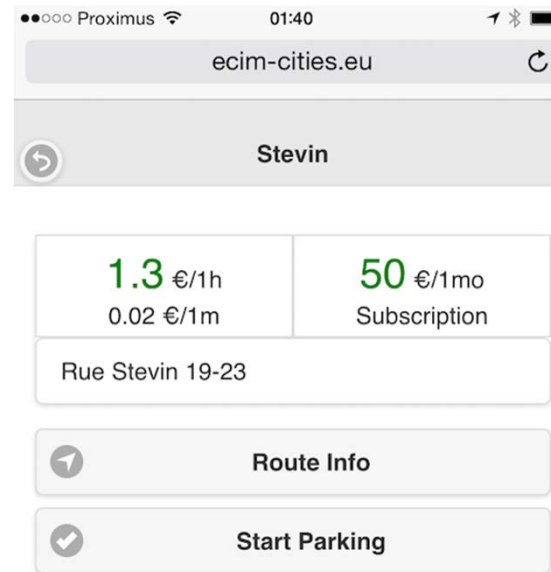 Proximus 01:40
ecim-cities.eu
Stevin
1.3 €/1h 50 €/1mo
0.02 €/1m Subscription
Rue Stevin 19-23
Route Info
Start Parking